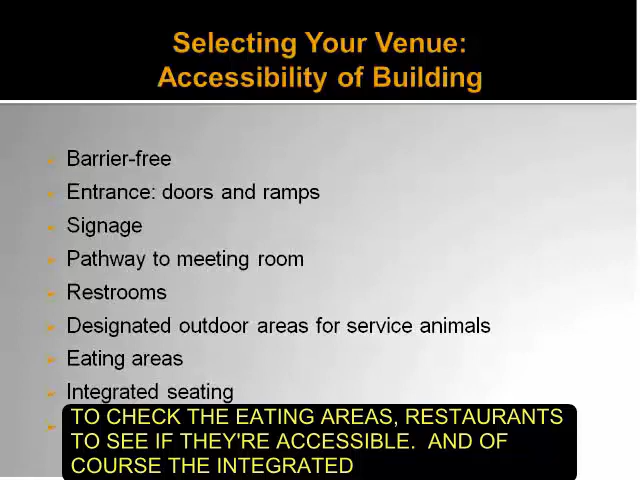 Selecting Your Venue:
Accessibility of Building
Barrier-free
Entrance: doors and ramps
Signage
Pathway to meeting room
Restrooms
Designated outdoor areas for service animals
Eating areas
Integrated seating
TO CHECK THE EATING AREAS, RESTAURANTS
TO SEE IF THEY'RE ACCESSIBLE. AND OF
COURSE THE INTEGRATED